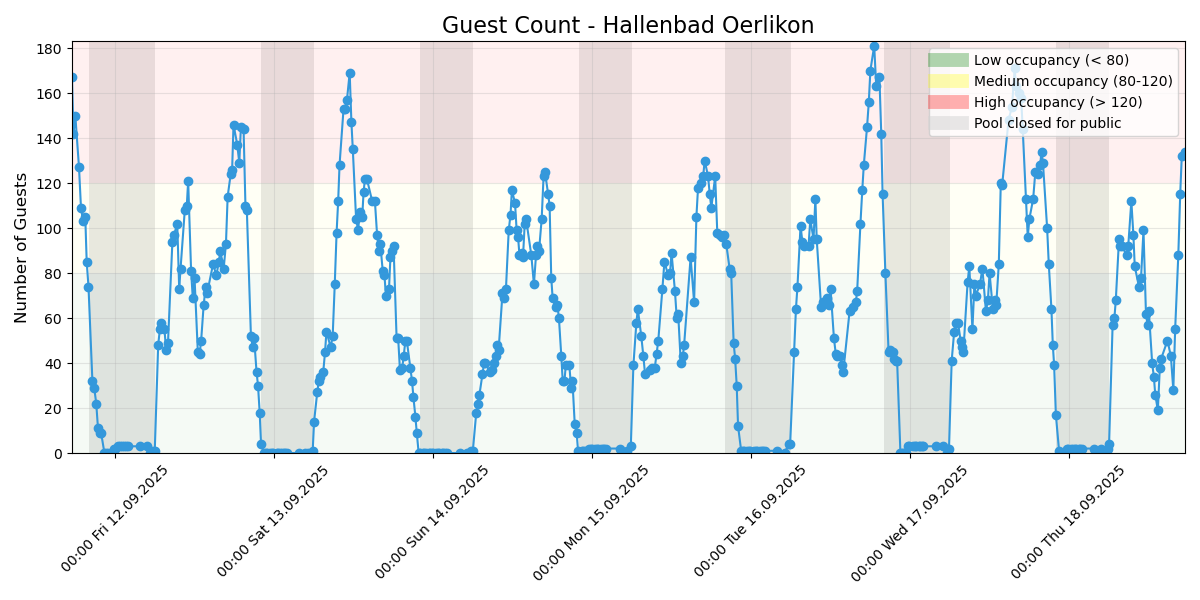 Guest Count - Hallenbad Oerlikon
Number of Guests
180
160
140
120
100
80
60
40
20
0
Low occupancy (< 80)
Medium occupancy (80-120)
High occupancy (> 120)
Pool closed for public
00:00 Fri 12.09.2025
00:00 Sat 13.09.2025
00:00 Sun 14.09.2025
00:00 Mon 15.09.2025
00:00 Tue 16.09.2025
00:00 Wed 17.09.2025
00:00 Thu 18.09.2025